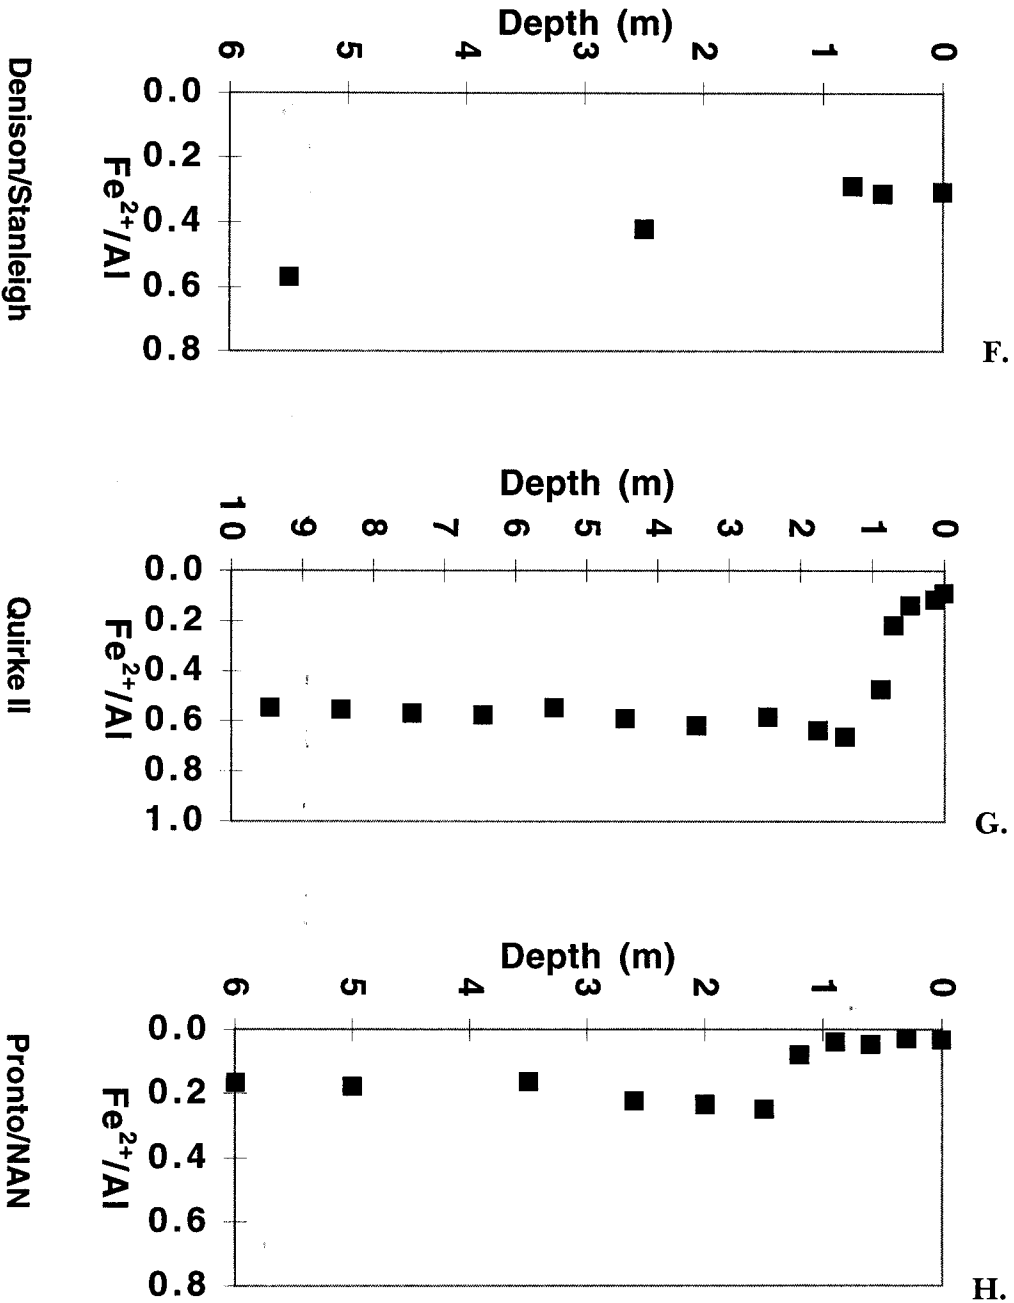 Denison/Stanleigh
Depth (m)
6 5 4 3 2 1 0
0.0
0.2
0.4
0.6
0.8
Fe²⁺/Al
F.
Quirke II
Depth (m)
10 9 8 7 6 5 4 3 2 1 0
0.0
0.2
0.4
0.6
0.8
1.0
Fe²⁺/Al
G.
Pronto/NAN
Depth (m)
6 5 4 3 2 1 0
0.0
0.2
0.4
0.6
0.8
Fe²⁺/Al
H.